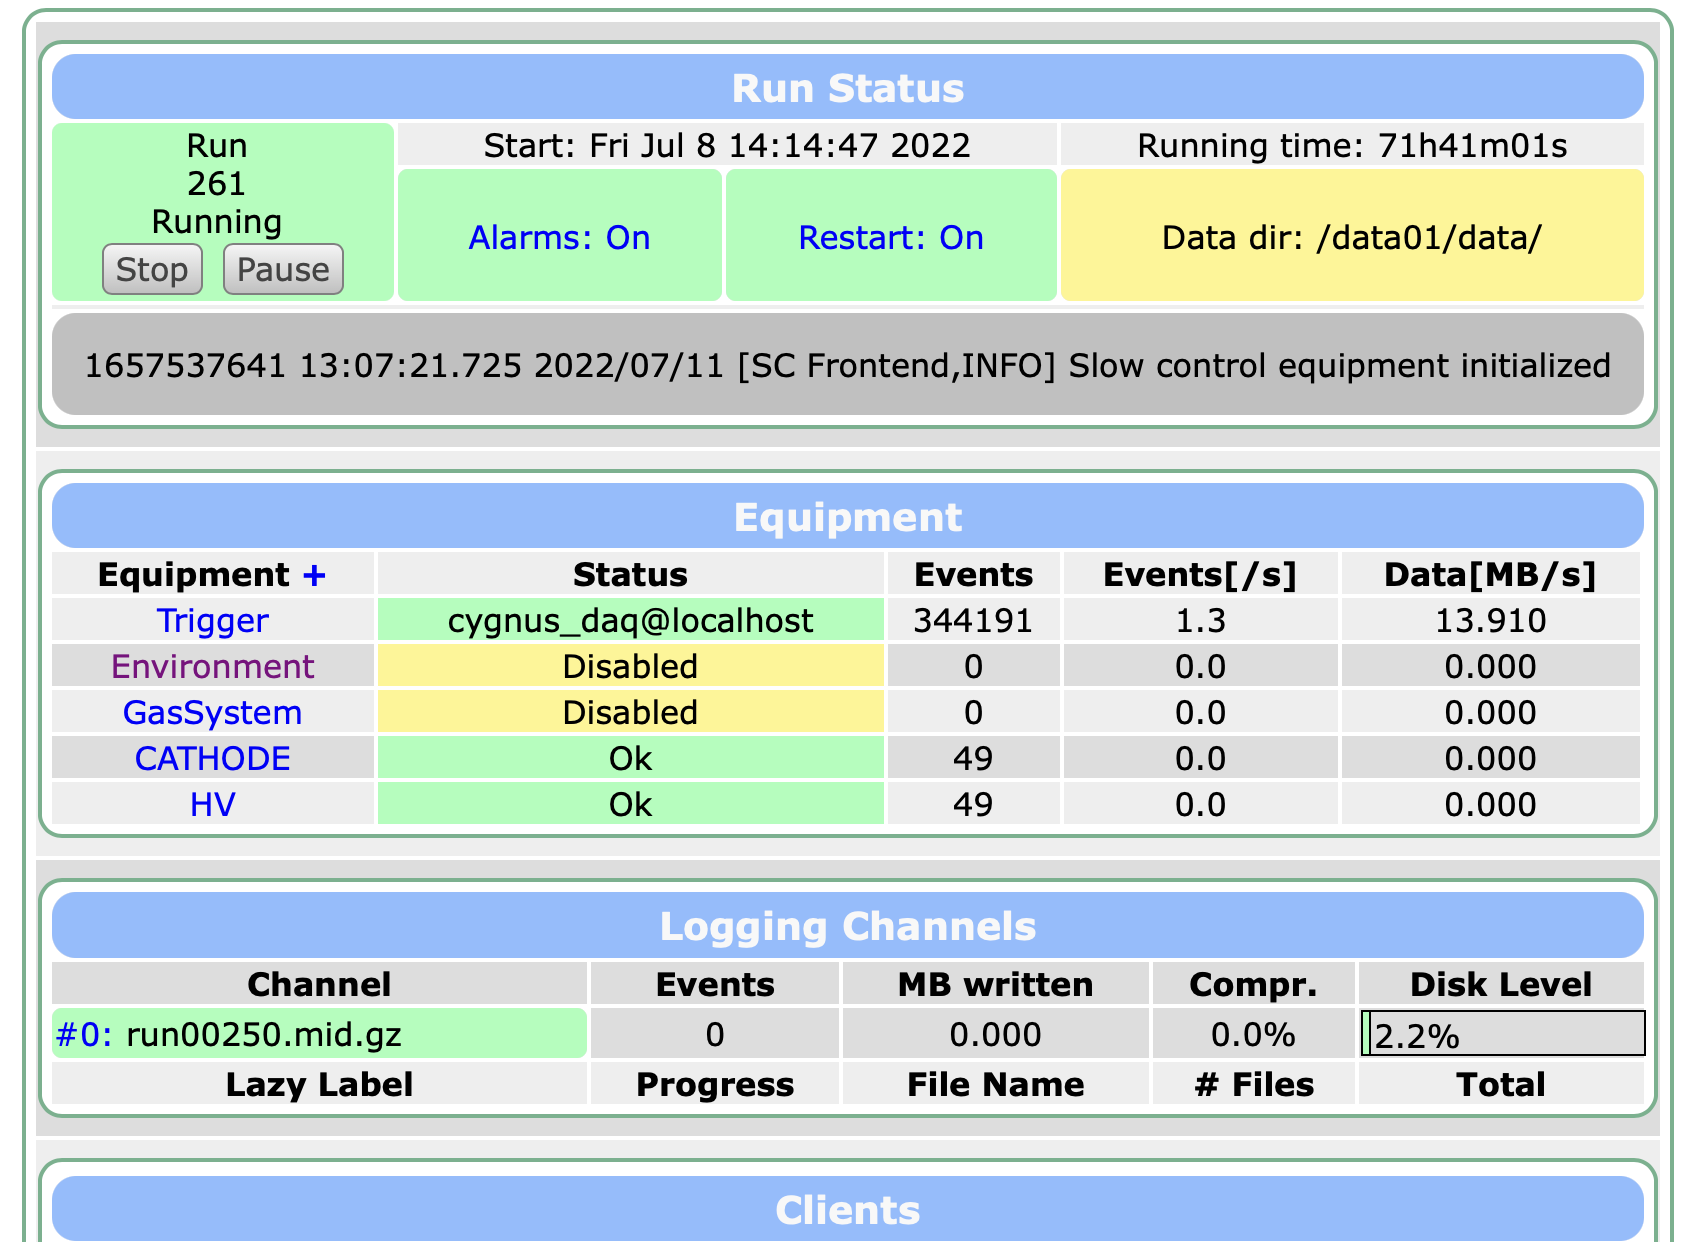 Run Status
Run
261
Running
Stop Pause
Start: Fri Jul 8 14:14:47 2022 Running time: 71h41m01s
Alarms: On Restart: On Data dir: /data01/data/
1657537641 13:07:21.725 2022/07/11 [SC Frontend,INFO] Slow control equipment initialized
Equipment
Equipment + Status Events Events[/s] Data[MB/s]
Trigger cygnus_daq@localhost 344191 1.3 13.910
Environment Disabled 0 0.0 0.000
GasSystem Disabled 0 0.0 0.000
CATHODE Ok 49 0.0 0.000
HV Ok 49 0.0 0.000
Logging Channels
Channel Events MB written Compr. Disk Level
#0: run00250.mid.gz 0 0.000 0.0% 2.2%
Lazy Label Progress File Name # Files Total
Clients